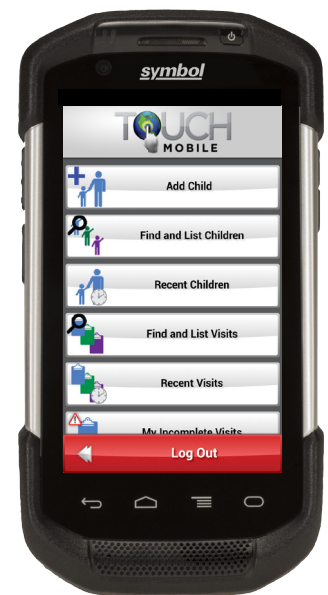 symbol
TOUCH
MOBILE
Add Child
Find and List Children
Recent Children
Find and List Visits
Recent Visits
My Incomplete Visits
Log Out